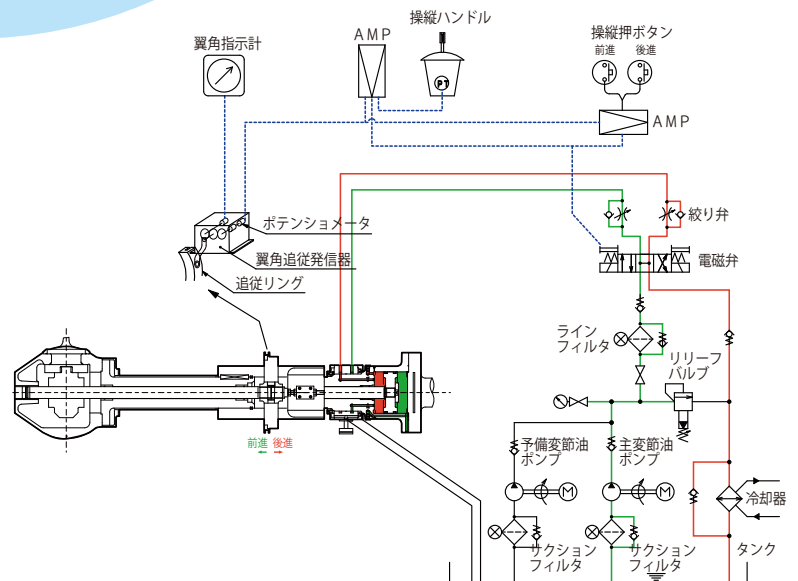 操縦ハンドル
翼角指示計
AMP
操縦押ボタン
前進 後進
PT
AMP
ポテンショメータ
絞り弁
翼角追従発信器
電磁弁
追従リング
ライン
フィルタ
リリーフ
バルブ
前進 後進
予備変節油
ポンプ
主変節油
ポンプ
M
M
冷却器
サクション
フィルタ
サクション
フィルタ
タンク